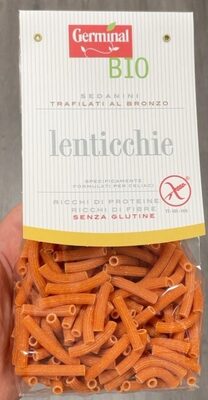 Germinal
BIO
SEDANINI
TRAFILATI AL BRONZO
lenticchie
SPECIFICAMENTE
FORMULATI PER CELIACI
RICCHI DI PROTEINE
RICCHI DI FIBRE
SENZA GLUTINE